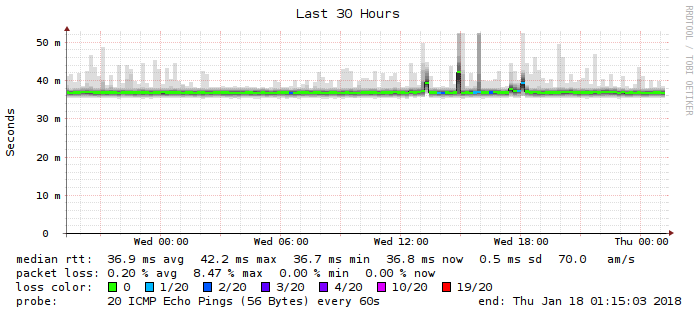 Last 30 Hours
RRDTOOL / TOBI OETIKER
Seconds
50 m
40 m
30 m
20 m
10 m
0
Wed 00:00 Wed 06:00 Wed 12:00 Wed 18:00 Thu 00:00
median rtt: 36.9 ms avg 42.2 ms max 36.7 ms min 36.8 ms now 0.5 ms sd 70.0 am/s
packet loss: 0.20 % avg 8.47 % max 0.00 % min 0.00 % now
loss color: 0 1/20 2/20 3/20 4/20 10/20 19/20
probe: 20 ICMP Echo Pings (56 Bytes) every 60s end: Thu Jan 18 01:15:03 2018